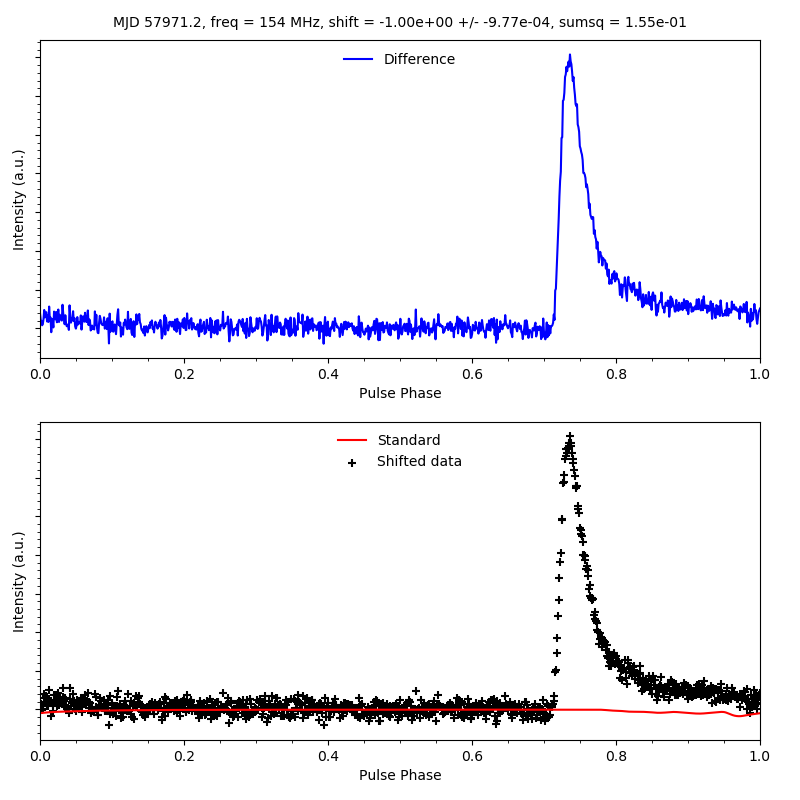 MJD 57971.2, freq = 154 MHz, shift = -1.00e+00 +/- -9.77e-04, sumsq = 1.55e-01
Difference
Intensity (a.u.)
0.0 0.2 0.4 0.6 0.8 1.0
Pulse Phase
Standard
Shifted data
Intensity (a.u.)
0.0 0.2 0.4 0.6 0.8 1.0
Pulse Phase